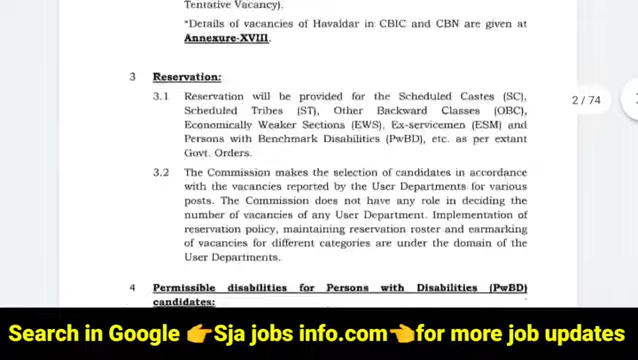 Tentative Vacancy).
*Details of vacancies of Havaldar in CBIC and CBN are given at
Annexure-XVIII.
3 Reservation:
3.1 Reservation will be provided for the Scheduled Castes (SC),
Scheduled Tribes (ST), Other Backward Classes (OBC),
Economically Weaker Sections (EWS), Ex-servicemen (ESM) and
Persons with Benchmark Disabilities (PwBD), etc. as per extant
Govt. Orders.
3.2 The Commission makes the selection of candidates in accordance
with the vacancies reported by the User Departments for various
posts. The Commission does not have any role in deciding the
number of vacancies of any User Department. Implementation of
reservation policy, maintaining reservation roster and earmarking
of vacancies for different categories are under the domain of the
User Departments.
4 Permissible disabilities for Persons with Disabilities (PwBD)
candidates:
2 / 74
Search in Google 👉Sja jobs info.com👈for more job updates